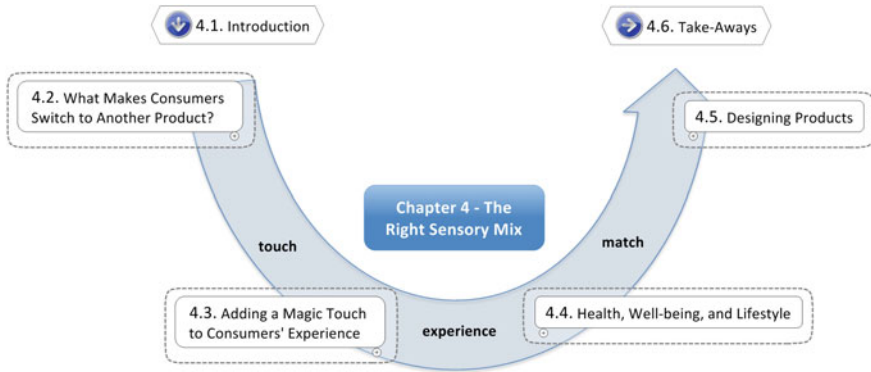 4.1. Introduction
4.6. Take-Aways
4.2. What Makes Consumers
Switch to Another Product?
4.5. Designing Products
Chapter 4 - The
Right Sensory Mix
touch
match
4.3. Adding a Magic Touch
to Consumers' Experience
experience
4.4. Health, Well-being, and Lifestyle